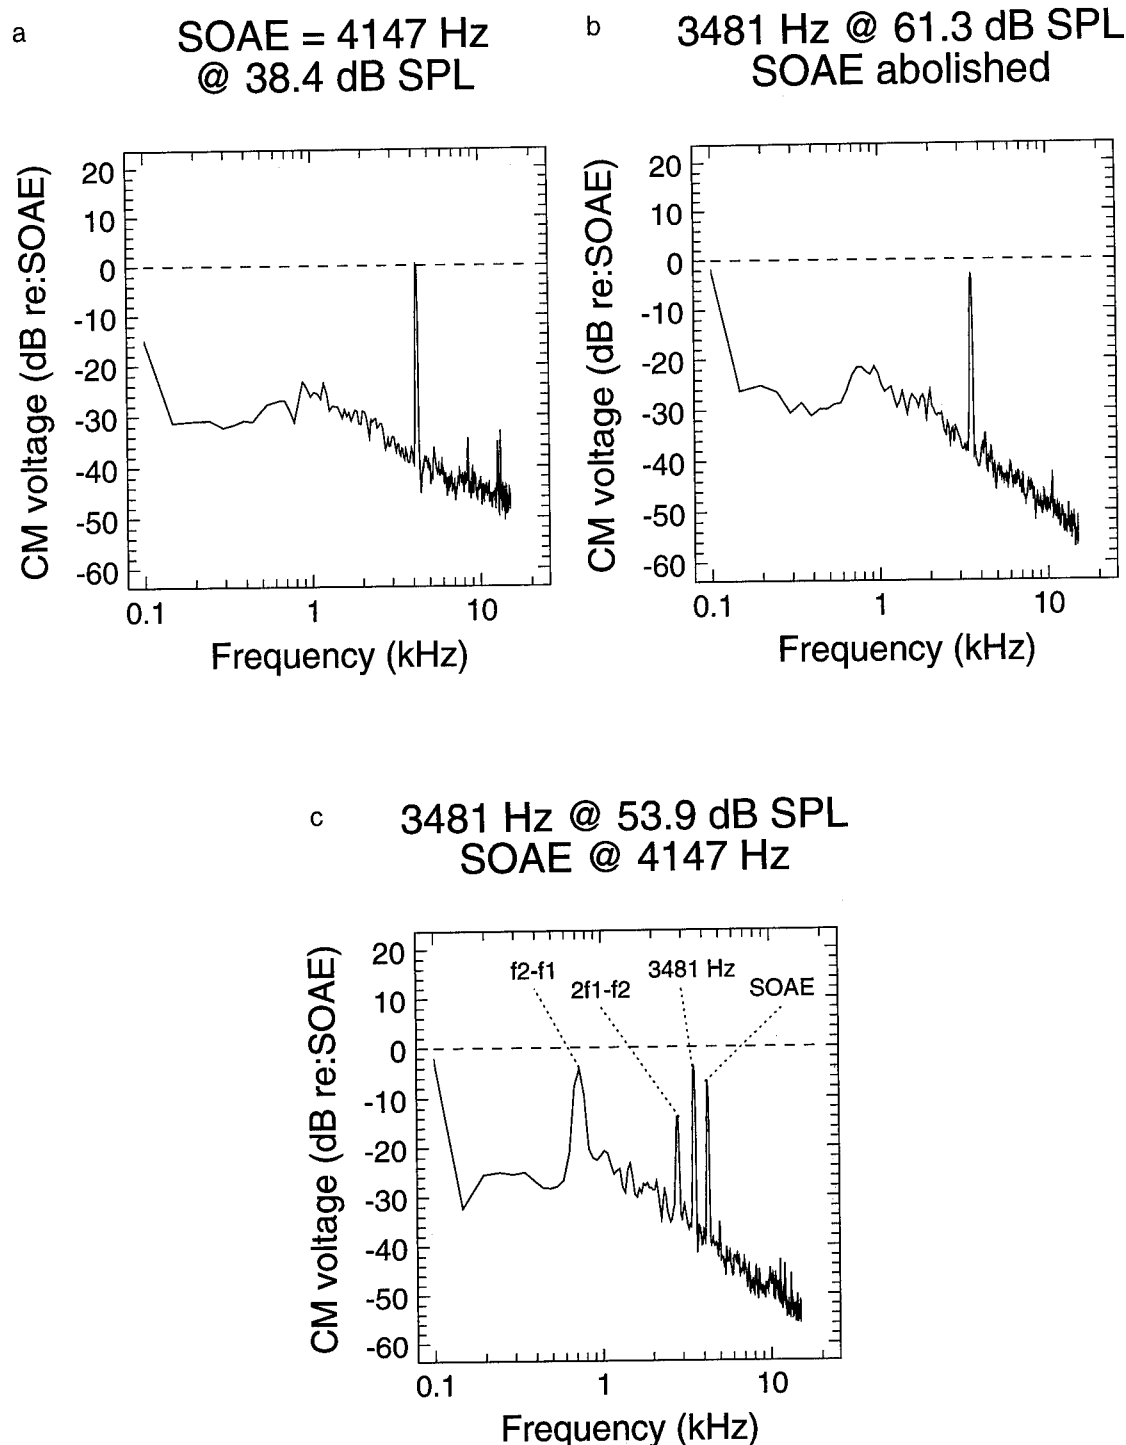 a
SOAE = 4147 Hz
@ 38.4 dB SPL
CM voltage (dB re:SOAE)
20
10
0
-10
-20
-30
-40
-50
-60
0.1
1
10
Frequency (kHz)
b
3481 Hz @ 61.3 dB SPL
SOAE abolished
CM voltage (dB re:SOAE)
20
10
0
-10
-20
-30
-40
-50
-60
0.1
1
10
Frequency (kHz)
c
3481 Hz @ 53.9 dB SPL
SOAE @ 4147 Hz
CM voltage (dB re:SOAE)
20
10
0
-10
-20
-30
-40
-50
-60
f2-f1
2f1-f2
3481 Hz
SOAE
0.1
1
10
Frequency (kHz)